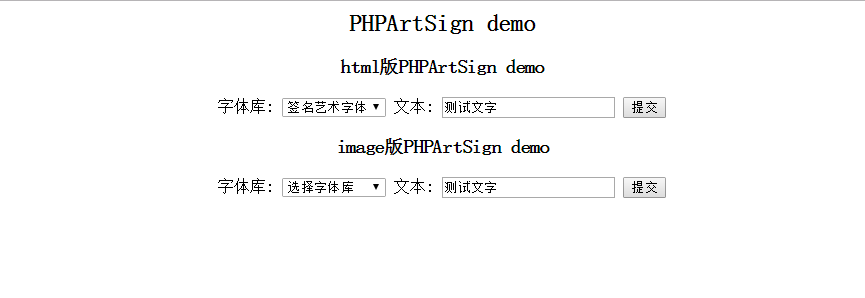 PHPArtSign demo
html版PHPArtSign demo
字体库: 签名艺术字体 文本: 测试文字 提交
image版PHPArtSign demo
字体库: 选择字体库 文本: 测试文字 提交